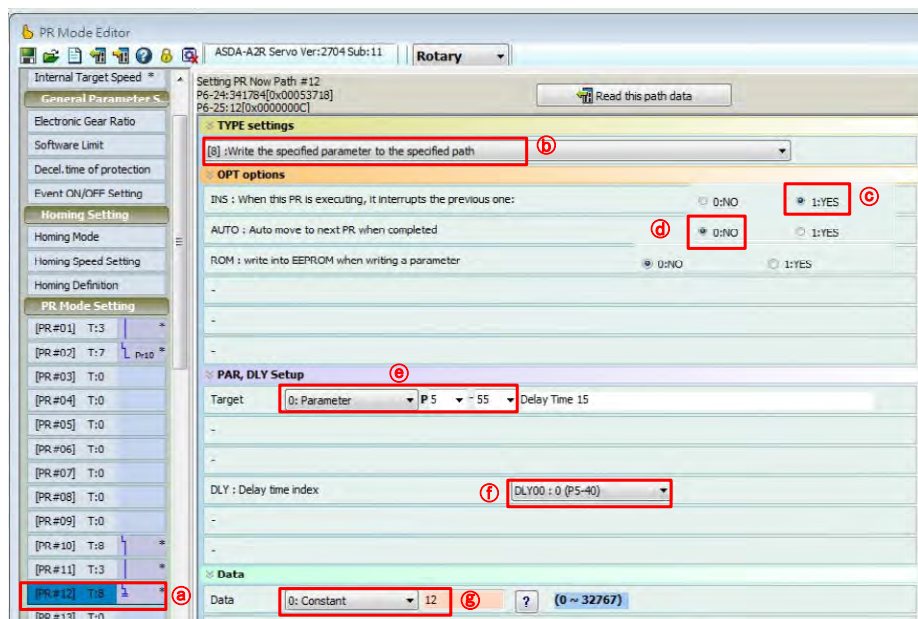 PR Mode Editor
ASDA-A2R Servo Ver:2704 Sub:11
Rotary
Internal Target Speed *
General Parameter S
Electronic Gear Ratio
Software Limit
Decel.time of protection
Event ON/OFF Setting
Homing Setting
Homing Mode
Homing Speed Setting
Homing Definition
PR Mode Setting
[PR#01] T:3 *
[PR#02] T:7 Pr10 *
[PR#03] T:0
[PR#04] T:0
[PR#05] T:0
[PR#06] T:0
[PR#07] T:0
[PR#08] T:0
[PR#09] T:0
[PR#10] T:8 *
[PR#11] T:3 *
[PR#12] T:8 * ⓐ
[PR#13] T:0
Setting PR Now Path #12
P6-24:341784[0x00053718]
P6-25:12[0x0000000C]
Read this path data
TYPE settings
[8] :Write the specified parameter to the specified path ⓑ
OPT options
INS : When this PR is executing, it interrupts the previous one: 0:NO 1:YES ⓒ
AUTO : Auto move to next PR when completed ⓓ 0:NO 1:YES
ROM : write into EEPROM when writing a parameter 0:NO 1:YES
-
-
-
PAR, DLY Setup ⓔ
Target 0: Parameter P 5 - 55 Delay Time 15
-
-
DLY : Delay time index ⓕ DLY00 : 0 (P5-40)
-
-
Data
Data 0: Constant 12 ⓖ ? (0 ~ 32767)